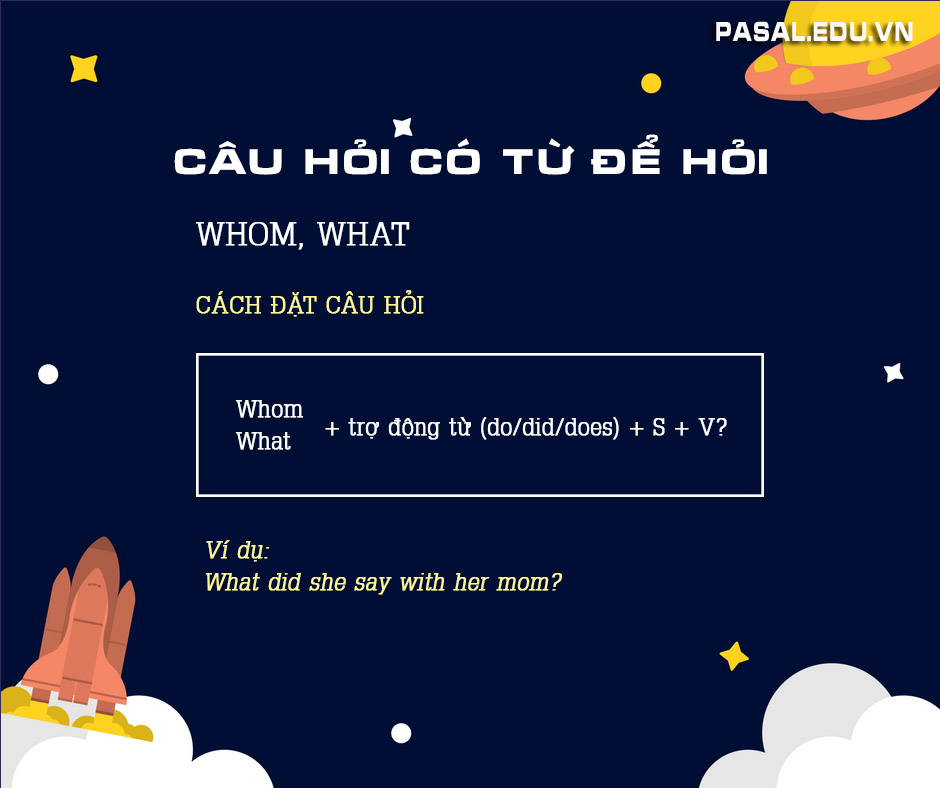 PASAL.EDU.VN
CÂU HỎI CÓ TỪ ĐỂ HỎI
WHOM, WHAT
CÁCH ĐẶT CÂU HỎI
Whom
What
+ trợ động từ (do/did/does) + S + V?
Ví dụ:
What did she say with her mom?